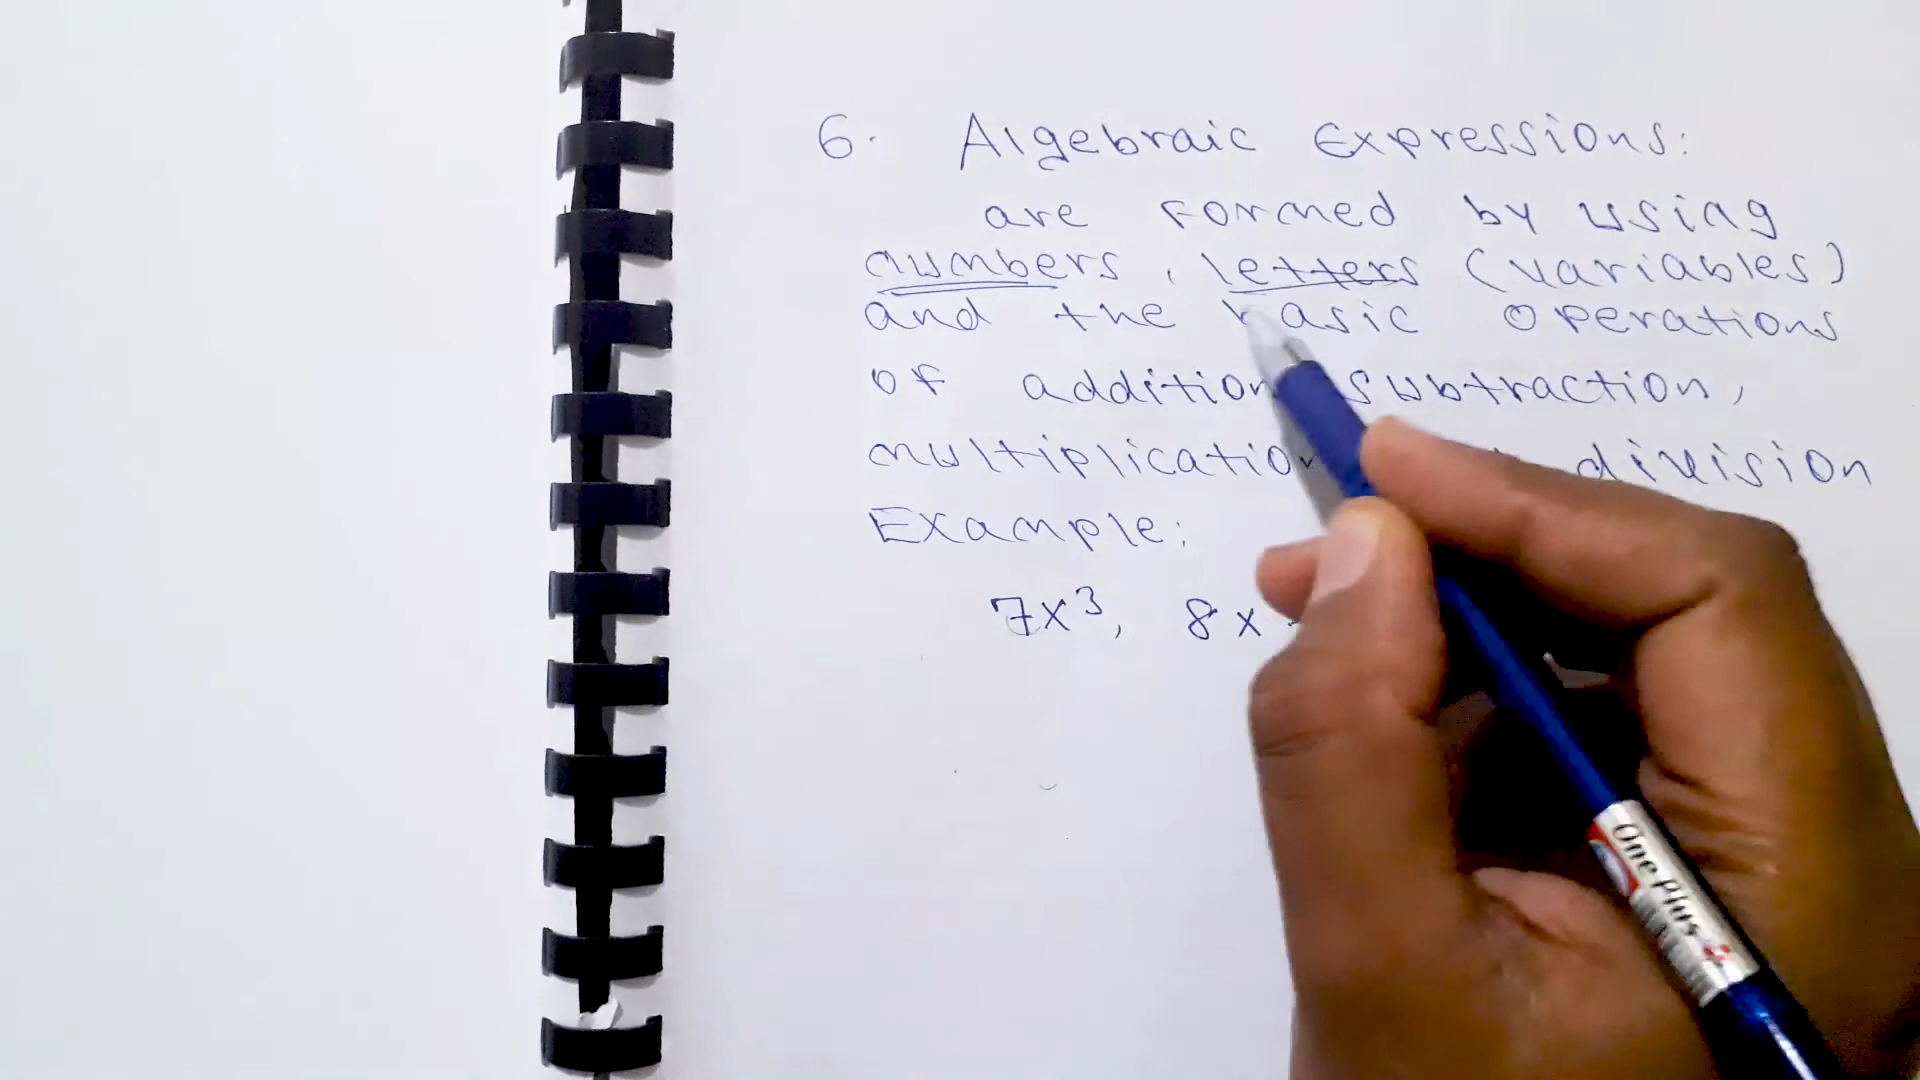 6. Algebraic Expressions:
are formed by using
numbers, letters (variables)
and the basic operations
of addition subtraction,
multiplication division
Example:
7x³, 8x
One Plus